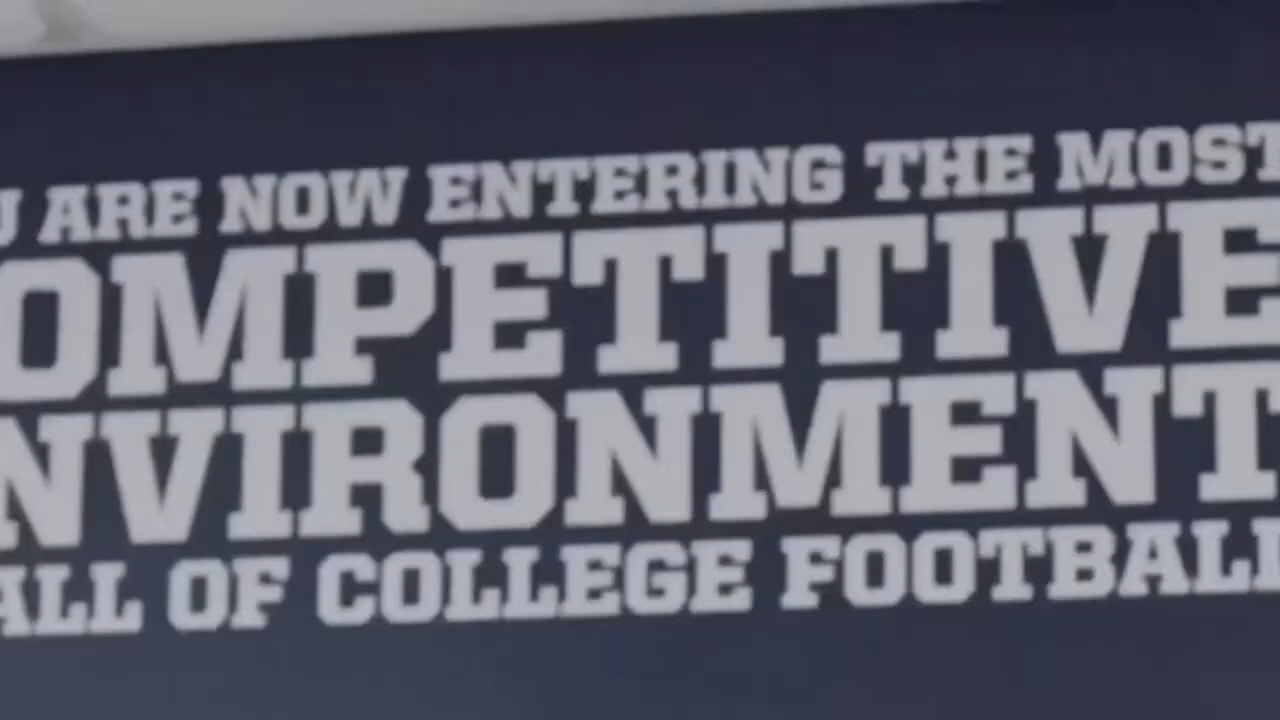 U ARE NOW ENTERING THE MOST
OMPETITIVE
NVIRONMENT
ALL OF COLLEGE FOOTBALL